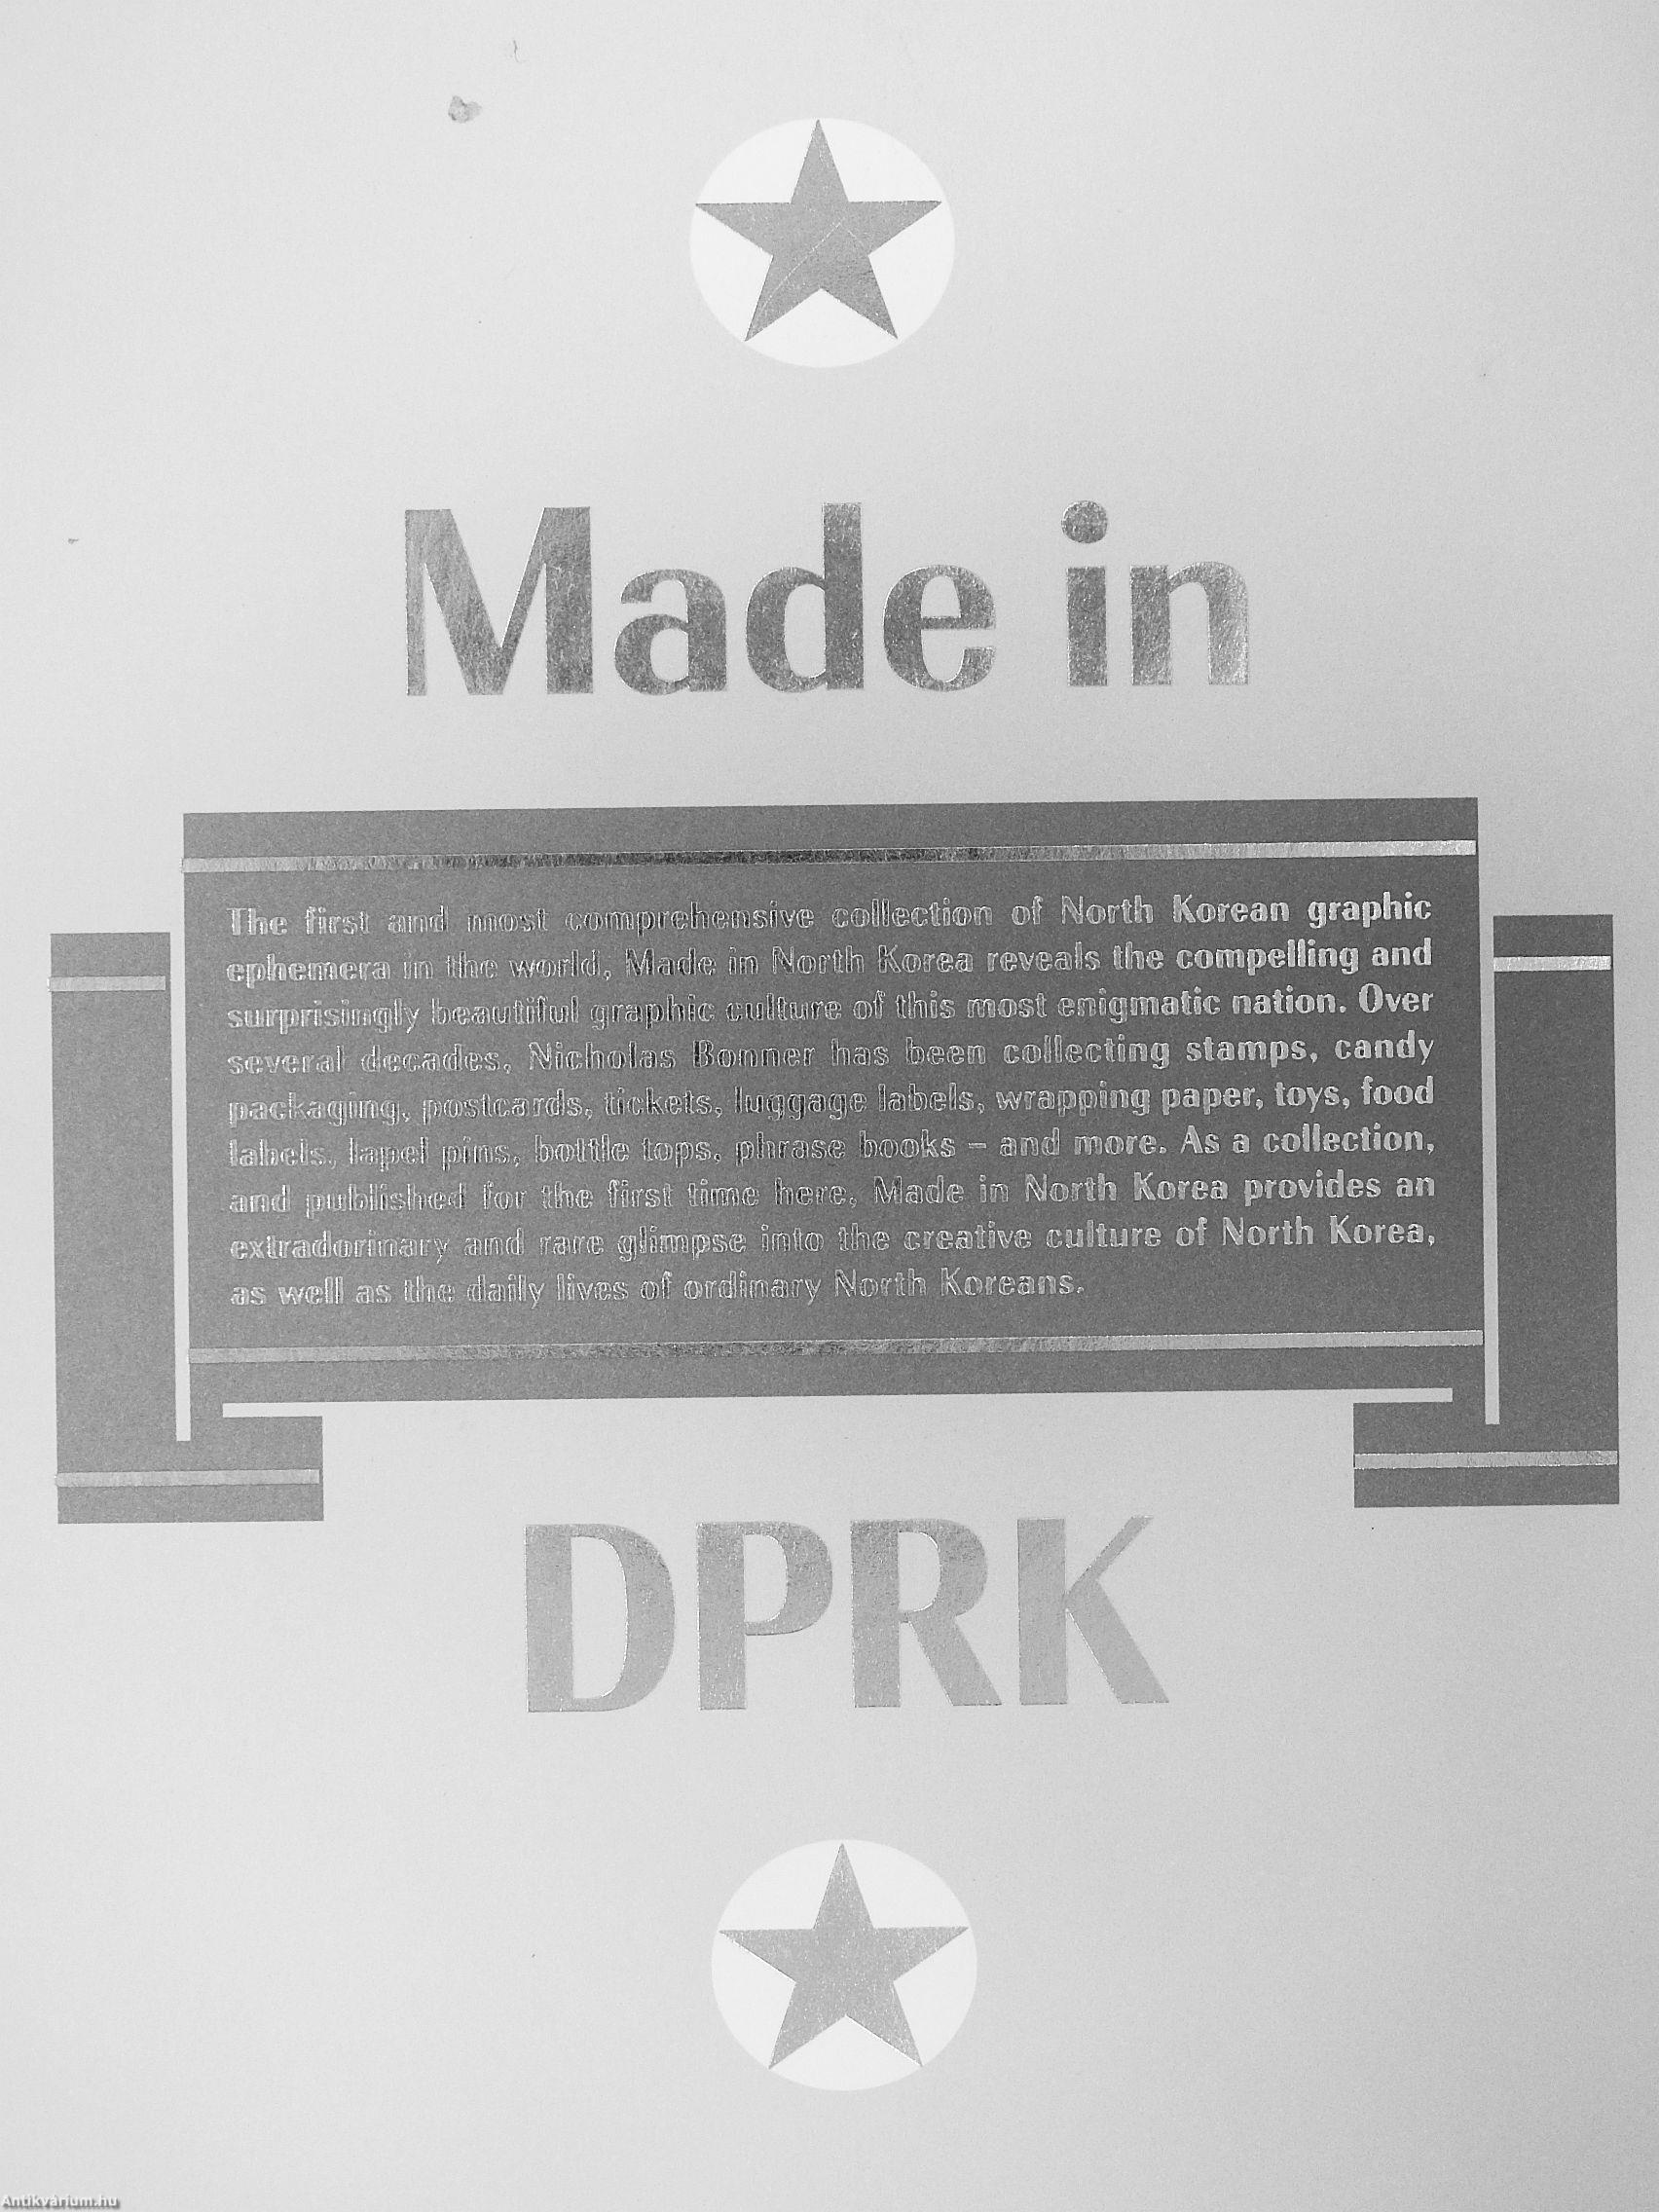 Made in
The first and most comprehensive collection of North Korean graphic
ephemera in the world, Made in North Korea reveals the compelling and
surprisingly beautiful graphic culture of this most enigmatic nation. Over
several decades, Nicholas Bonner has been collecting stamps, candy
packaging, postcards, tickets, luggage labels, wrapping paper, toys, food
labels, lapel pins, bottle tops, phrase books – and more. As a collection,
and published for the first time here, Made in North Korea provides an
extradorinary and rare glimpse into the creative culture of North Korea,
as well as the daily lives of ordinary North Koreans.
DPRK
Antikvárium.hu